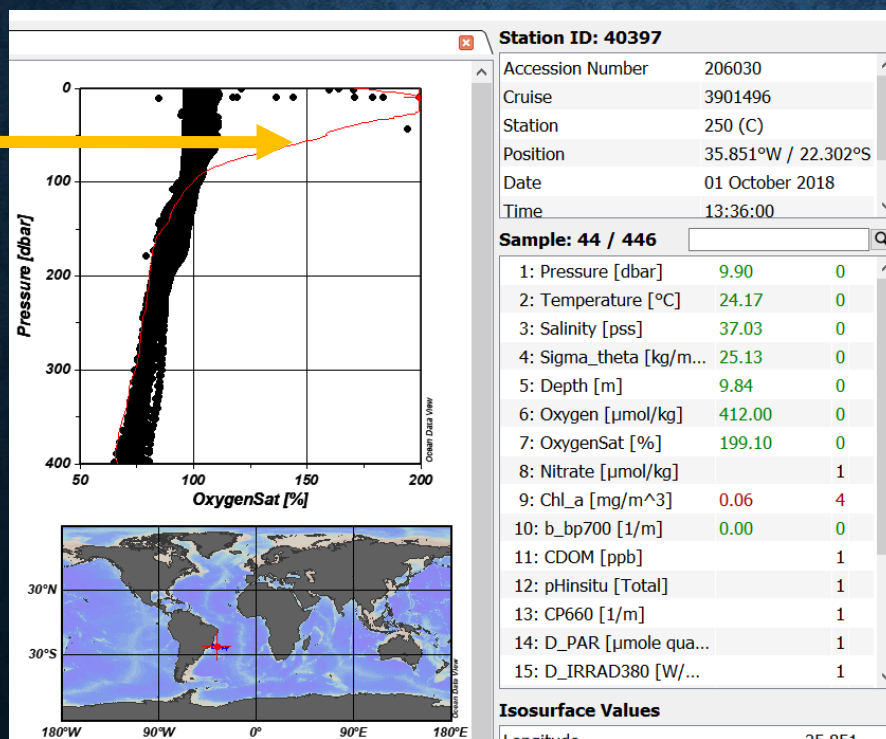 0
100
200
300
400
Pressure [dbar]
50 100 150 200
OxygenSat [%]
Ocean Data View
30°N
30°S
180°W 90°W 0° 90°E 180°E
Ocean Data View
Station ID: 40397
Accession Number 206030
Cruise 3901496
Station 250 (C)
Position 35.851°W / 22.302°S
Date 01 October 2018
Time 13:36:00
Sample: 44 / 446
1: Pressure [dbar] 9.90 0
2: Temperature [°C] 24.17 0
3: Salinity [pss] 37.03 0
4: Sigma_theta [kg/m... 25.13 0
5: Depth [m] 9.84 0
6: Oxygen [µmol/kg] 412.00 0
7: OxygenSat [%] 199.10 0
8: Nitrate [µmol/kg] 1
9: Chl_a [mg/m^3] 0.06 4
10: b_bp700 [1/m] 0.00 0
11: CDOM [ppb] 1
12: pHinsitu [Total] 1
13: CP660 [1/m] 1
14: D_PAR [µmole qua... 1
15: D_IRRAD380 [W/... 1
Isosurface Values
Longitude 35.851